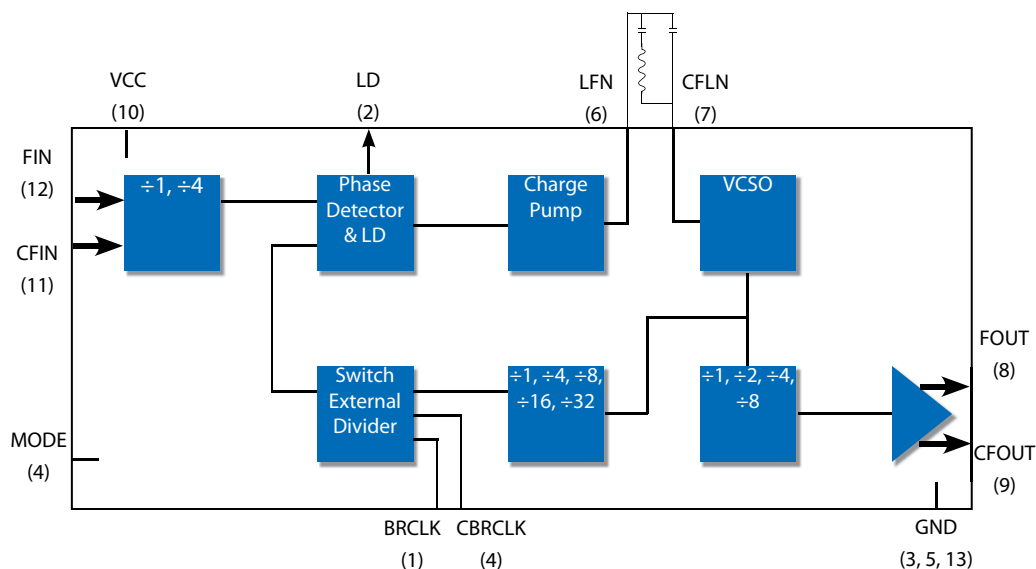 VCC
(10)
LD
(2)
LFN
(6)
CFLN
(7)
FIN
(12)
CFIN
(11)
÷1, ÷4
Phase
Detector
& LD
Charge
Pump
VCSO
Switch
External
Divider
÷1, ÷4, ÷8,
÷16, ÷32
÷1, ÷2, ÷4,
÷8
FOUT
(8)
CFOUT
(9)
MODE
(4)
BRCLK
(1)
CBRCLK
(4)
GND
(3, 5, 13)